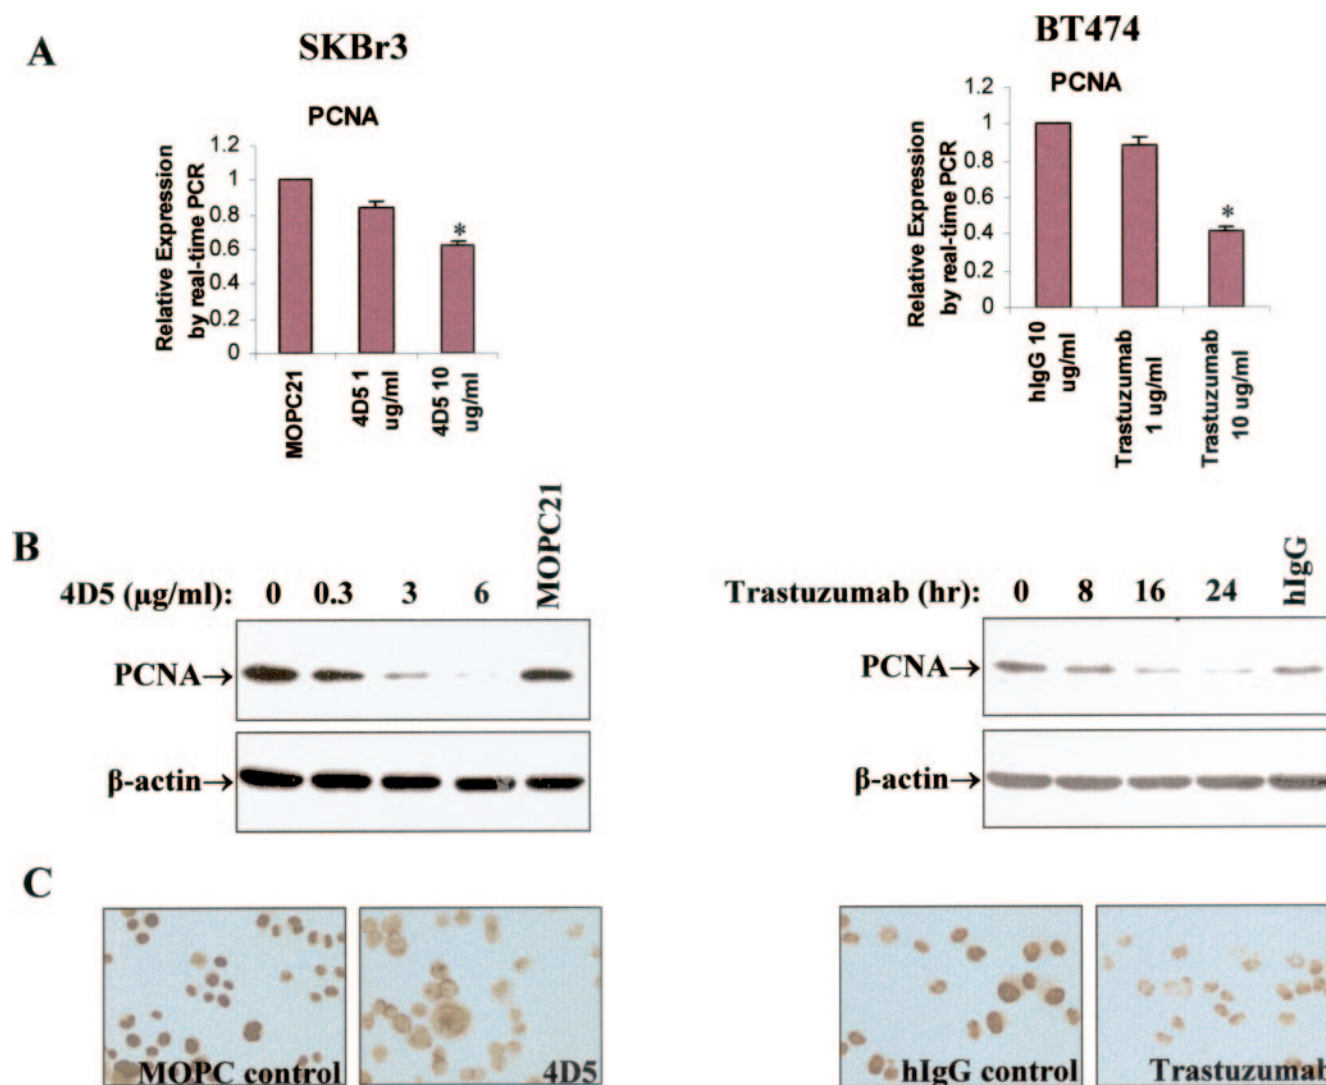 A
SKBr3
PCNA
Relative Expression
by real-time PCR
1.2
1
0.8
0.6
0.4
0.2
0
*
MOPC21
4D5 1
ug/ml
4D5 10
ug/ml
BT474
PCNA
Relative Expression
by real-time PCR
1.2
1
0.8
0.6
0.4
0.2
0
*
hIgG 10
ug/ml
Trastuzumab
1 ug/ml
Trastuzumab
10 ug/ml
B
4D5 (µg/ml): 0 0.3 3 6 MOPC21
PCNA→
β-actin→
Trastuzumab (hr): 0 8 16 24 hIgG
PCNA→
β-actin→
C
MOPC control
4D5
hIgG control
Trastuzumab